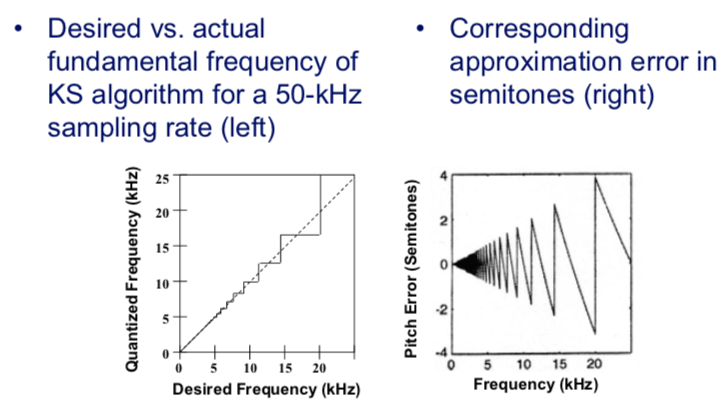 • Desired vs. actual
fundamental frequency of
KS algorithm for a 50-kHz
sampling rate (left)
• Corresponding
approximation error in
semitones (right)
Quantized Frequency (kHz)
25
20
15
10
5
0
0 5 10 15 20
Desired Frequency (kHz)
Pitch Error (Semitones)
4
2
0
-2
-4
0 5 10 15 20
Frequency (kHz)